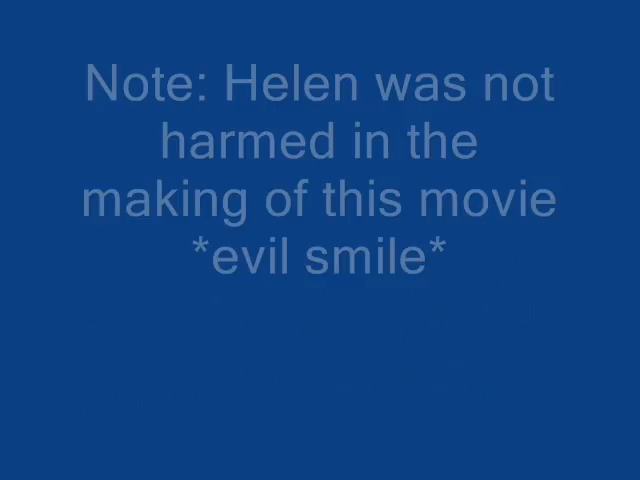 Note: Helen was not
harmed in the
making of this movie
*evil smile*